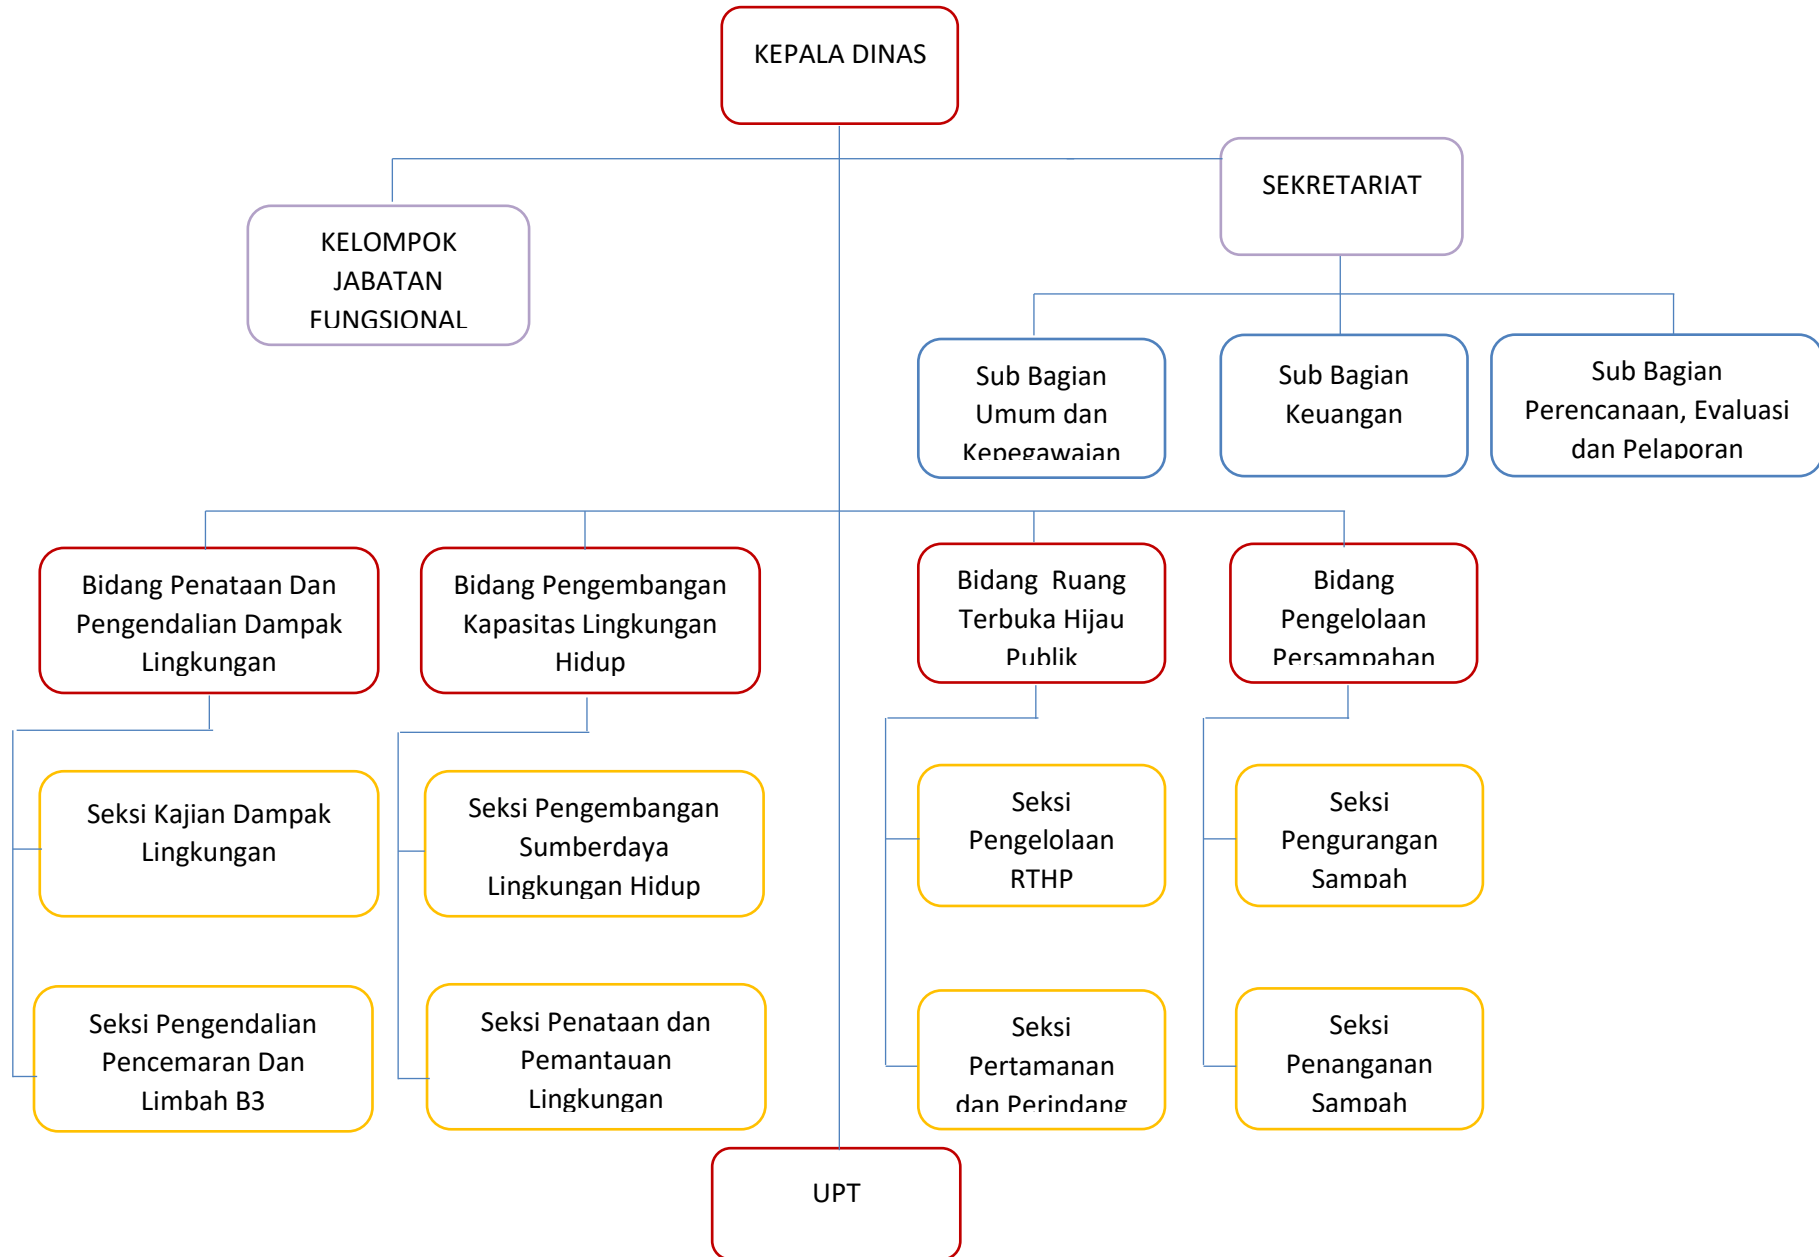 KEPALA DINAS
SEKRETARIAT
KELOMPOK
JABATAN
FUNGSIONAL
Sub Bagian
Umum dan
Kepegawaian
Sub Bagian
Keuangan
Sub Bagian
Perencanaan, Evaluasi
dan Pelaporan
Bidang Penataan Dan
Pengendalian Dampak
Lingkungan
Bidang Pengembangan
Kapasitas Lingkungan
Hidup
Bidang  Ruang
Terbuka Hijau
Publik
Bidang
Pengelolaan
Persampahan
Seksi Kajian Dampak
Lingkungan
Seksi Pengembangan
Sumberdaya
Lingkungan Hidup
Seksi
Pengelolaan
RTHP
Seksi
Pengurangan
Sampah
Seksi Pengendalian
Pencemaran Dan
Limbah B3
Seksi Penataan dan
Pemantauan
Lingkungan
Seksi
Pertamanan
dan Perindang
Seksi
Penanganan
Sampah
UPT